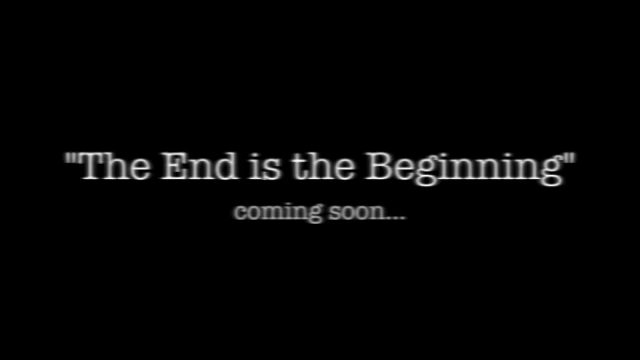 "The End is the Beginning"
coming soon...